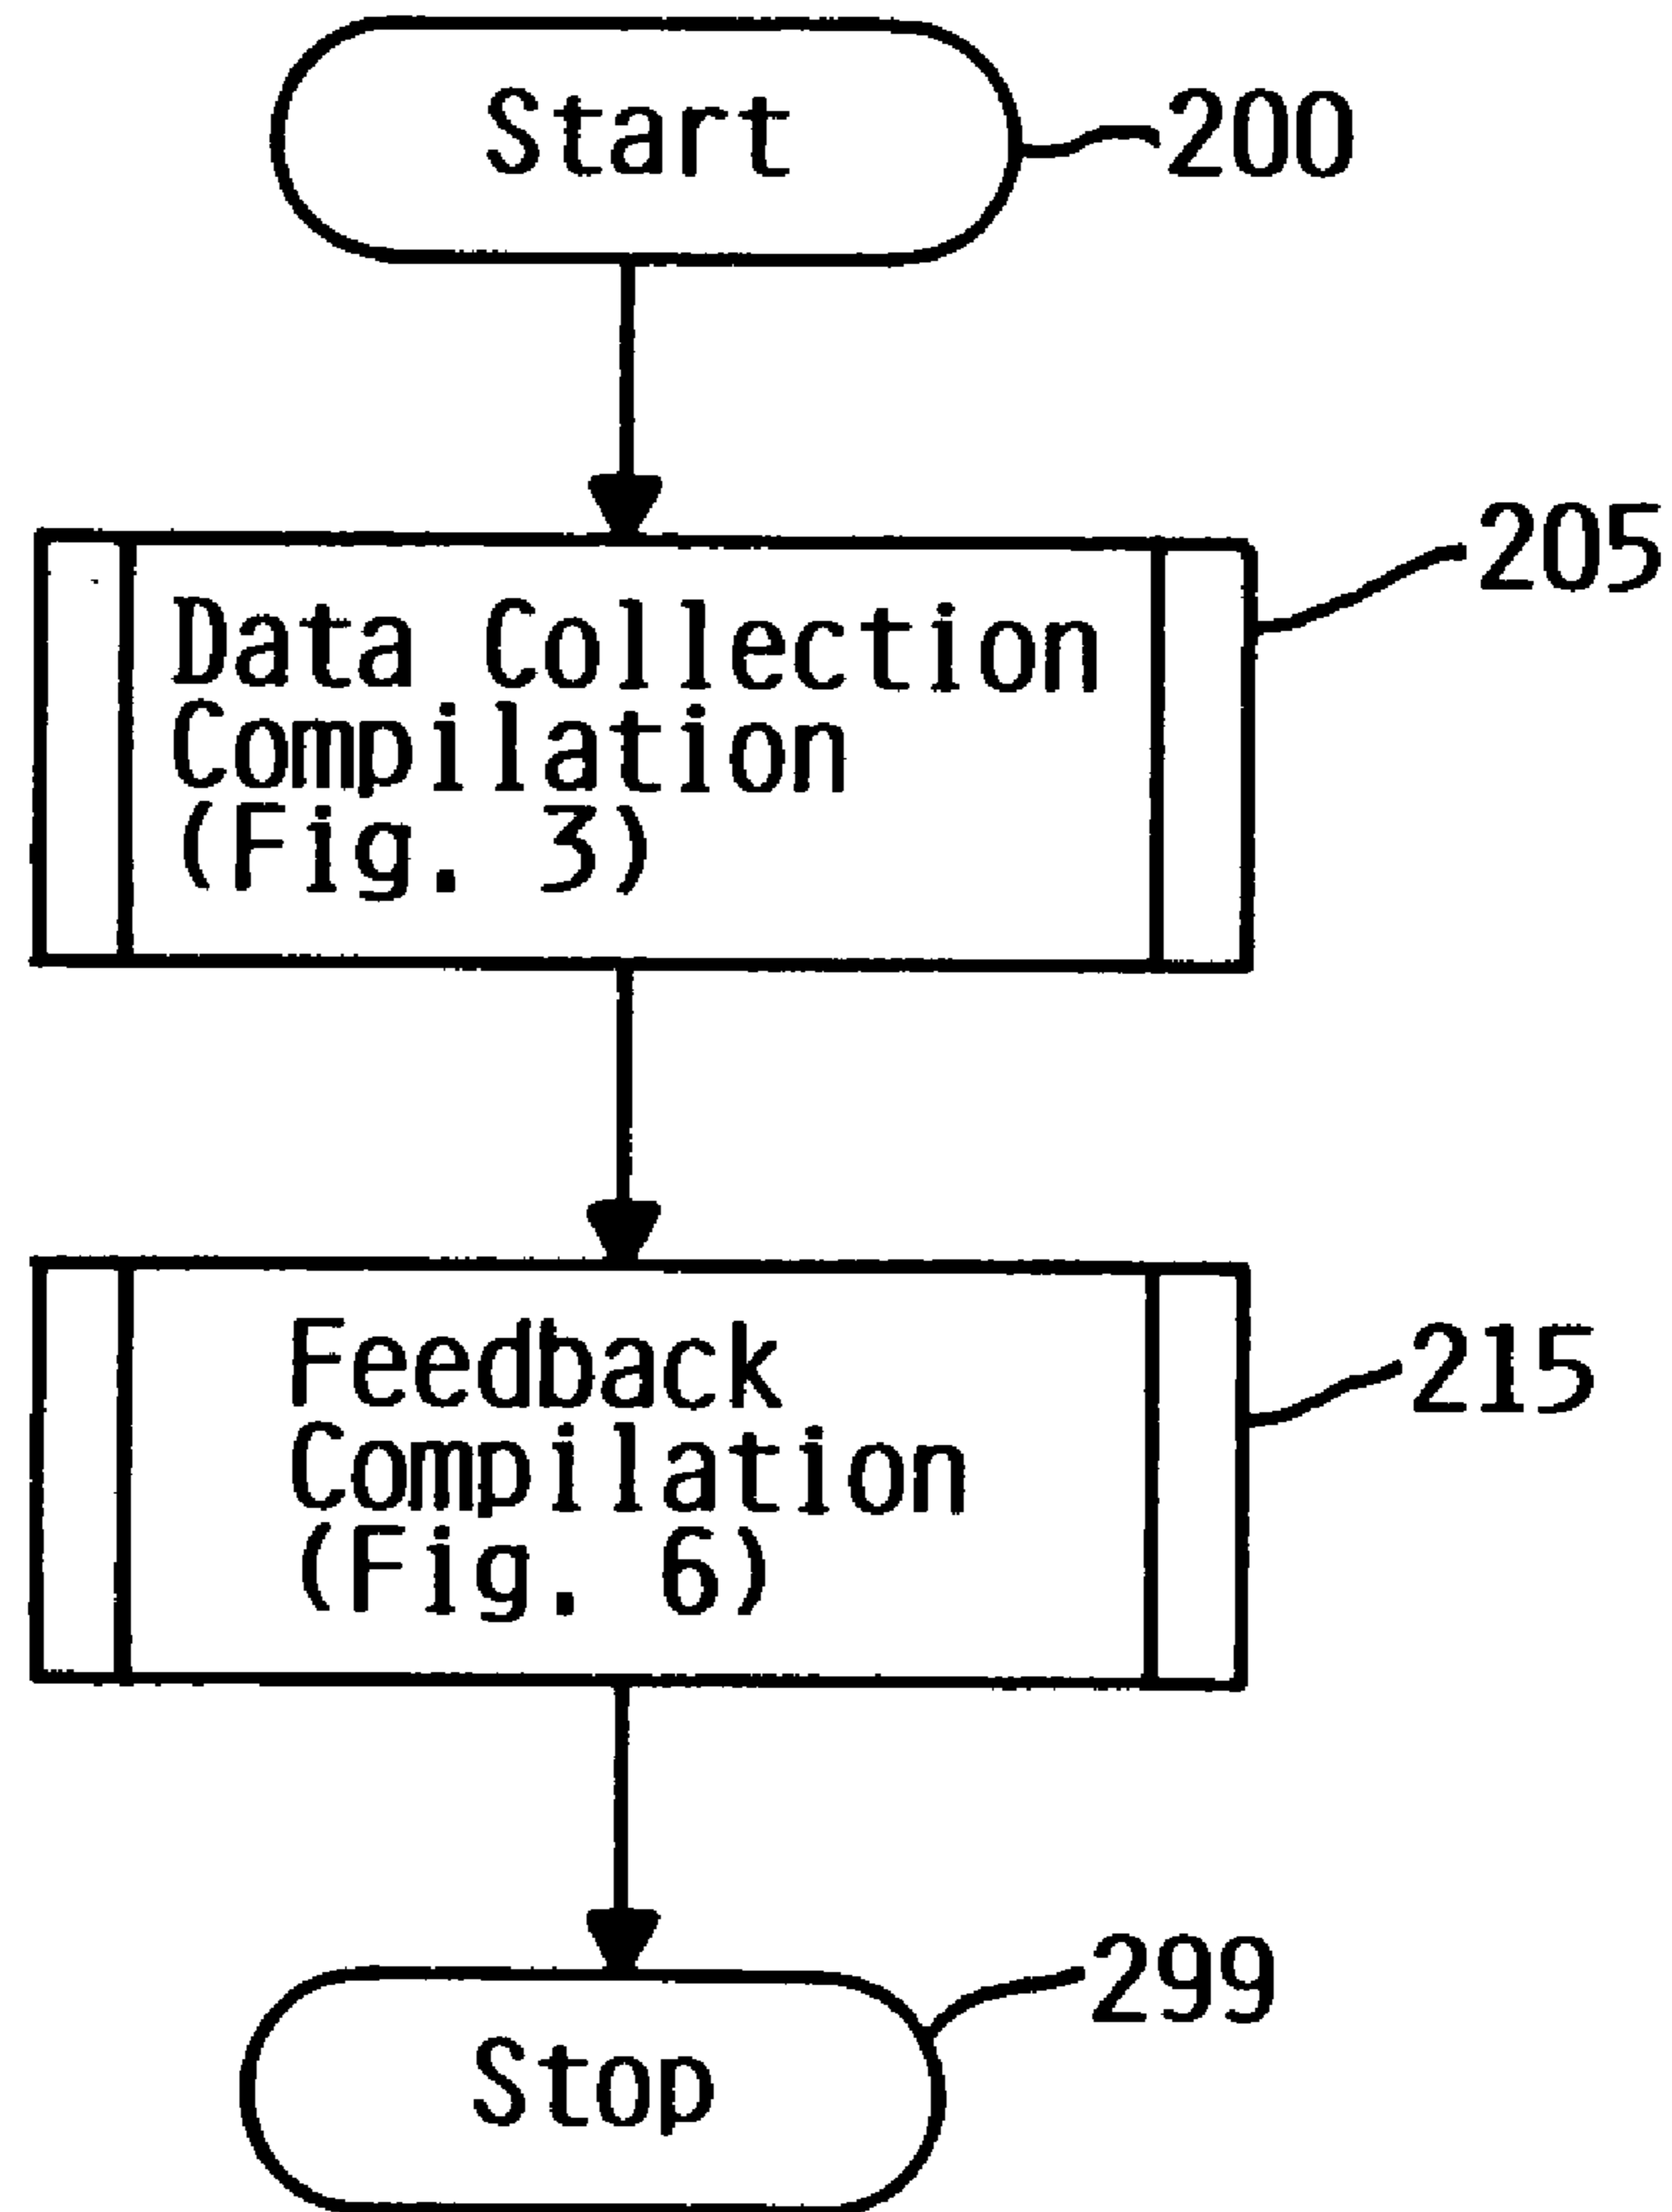 Start
200
205
Data Collection
Compilation
(Fig. 3)
Feedback
Compilation
(Fig. 6)
215
299
Stop